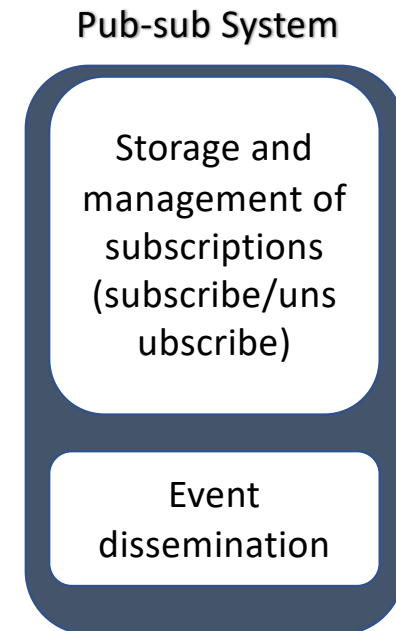 Pub-sub System
Storage and
management of
subscriptions
(subscribe/uns
ubscribe)
Event
dissemination